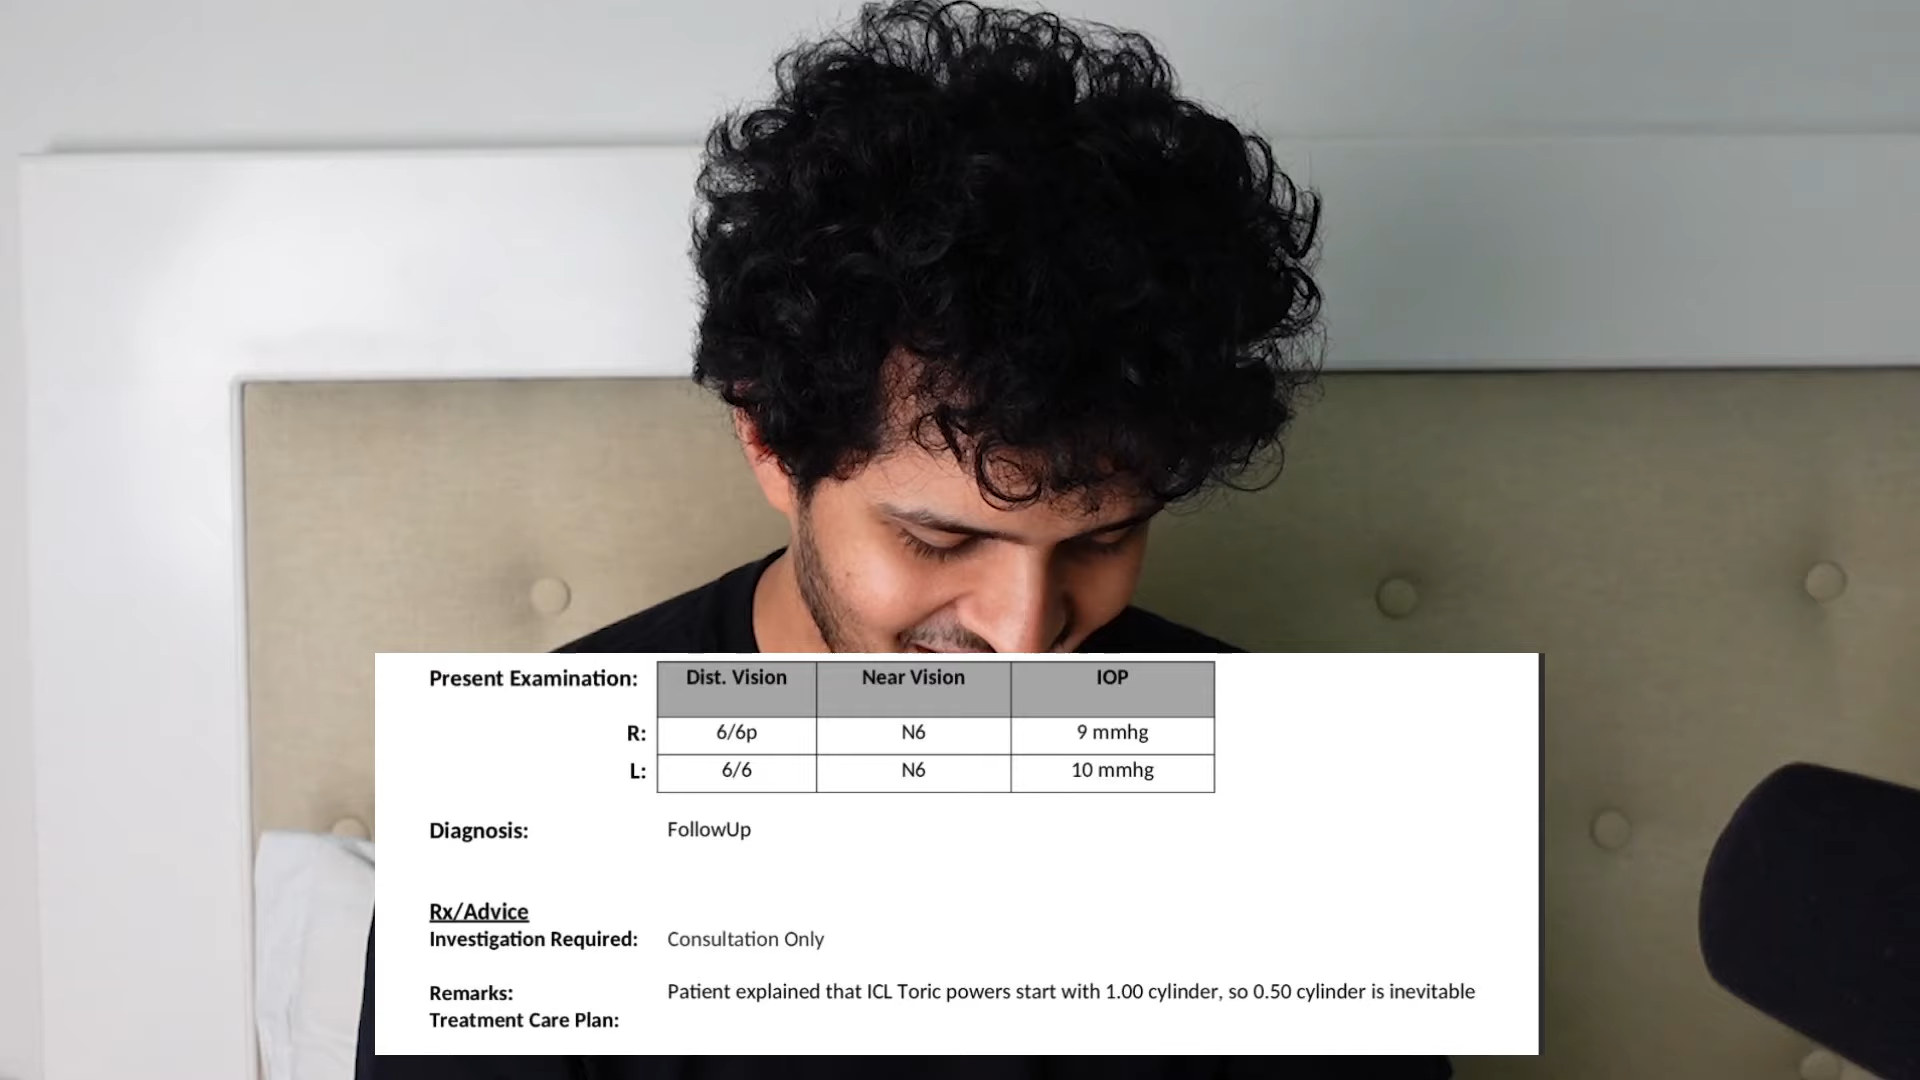 Present Examination: Dist. Vision Near Vision IOP
R: 6/6p N6 9 mmhg
L: 6/6 N6 10 mmhg
Diagnosis: FollowUp
Rx/Advice
Investigation Required: Consultation Only
Remarks: Patient explained that ICL Toric powers start with 1.00 cylinder, so 0.50 cylinder is inevitable
Treatment Care Plan: